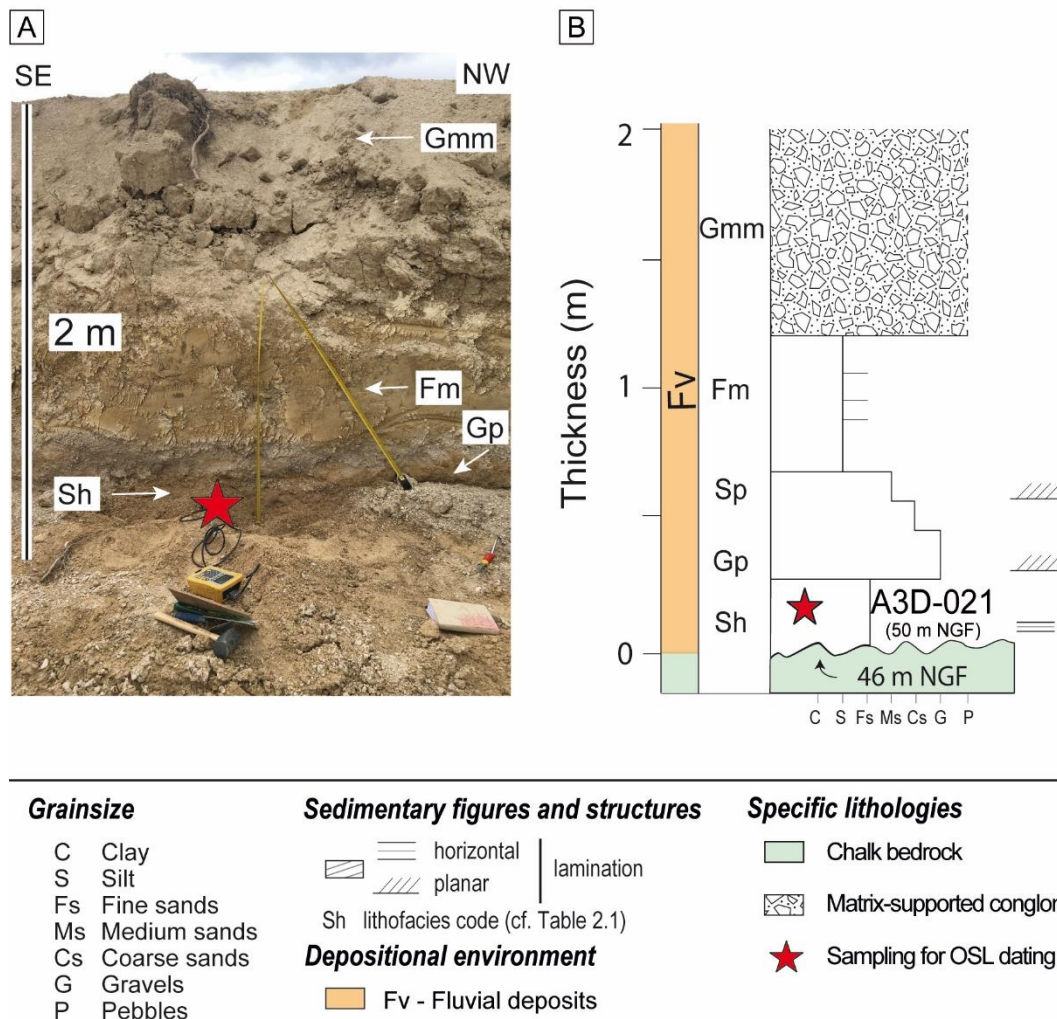 A
SE
NW
Gmm
2 m
Fm
Gp
Sh
B
2
Gmm
Thickness (m)
Fv
1
Fm
Sp
Gp
A3D-021
(50 m NGF)
Sh
0
46 m NGF
C S Fs Ms Cs G P
Grainsize
C Clay
S Silt
Fs Fine sands
Ms Medium sands
Cs Coarse sands
G Gravels
P Pebbles
Sedimentary figures and structures
horizontal
planar
lamination
Sh lithofacies code (cf. Table 2.1)
Depositional environment
Fv - Fluvial deposits
Specific lithologies
Chalk bedrock
Matrix-supported conglor
Sampling for OSL dating